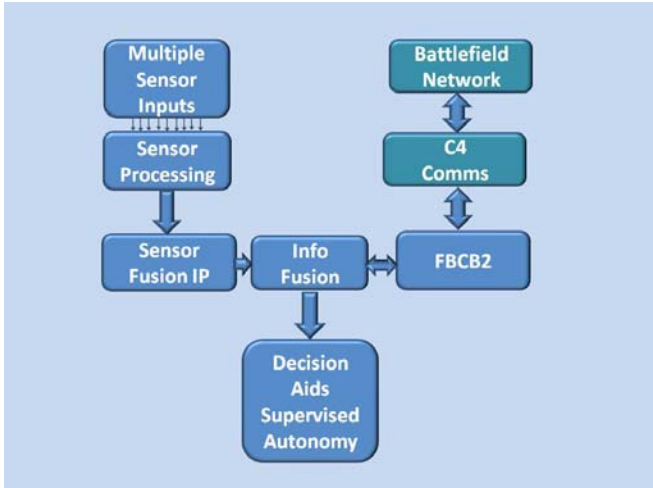 Multiple
Sensor
Inputs
Sensor
Processing
Sensor
Fusion IP
Info
Fusion
Battlefield
Network
C4
Comms
FBCB2
Decision
Aids
Supervised
Autonomy